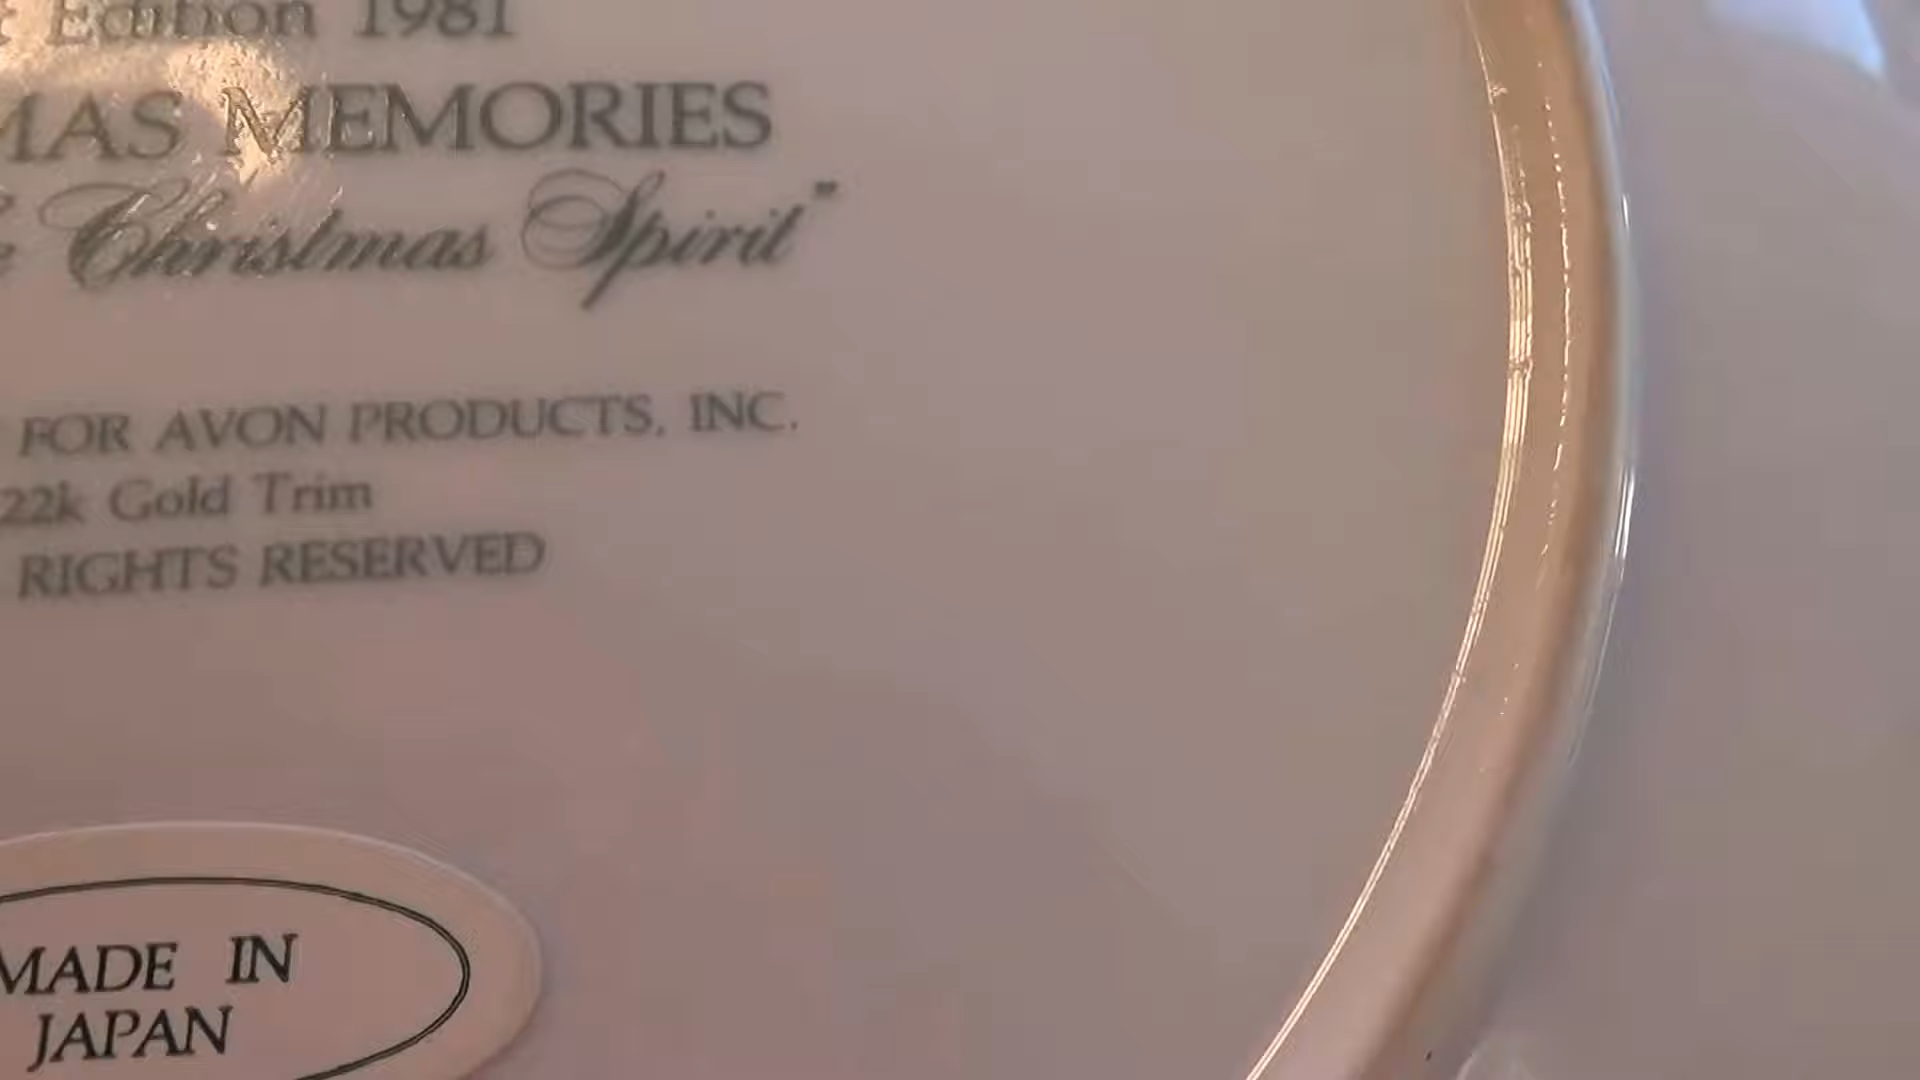 Edition 1981
MAS MEMORIES
Christmas Spirit"
FOR AVON PRODUCTS, INC.
22k Gold Trim
RIGHTS RESERVED
MADE IN
JAPAN